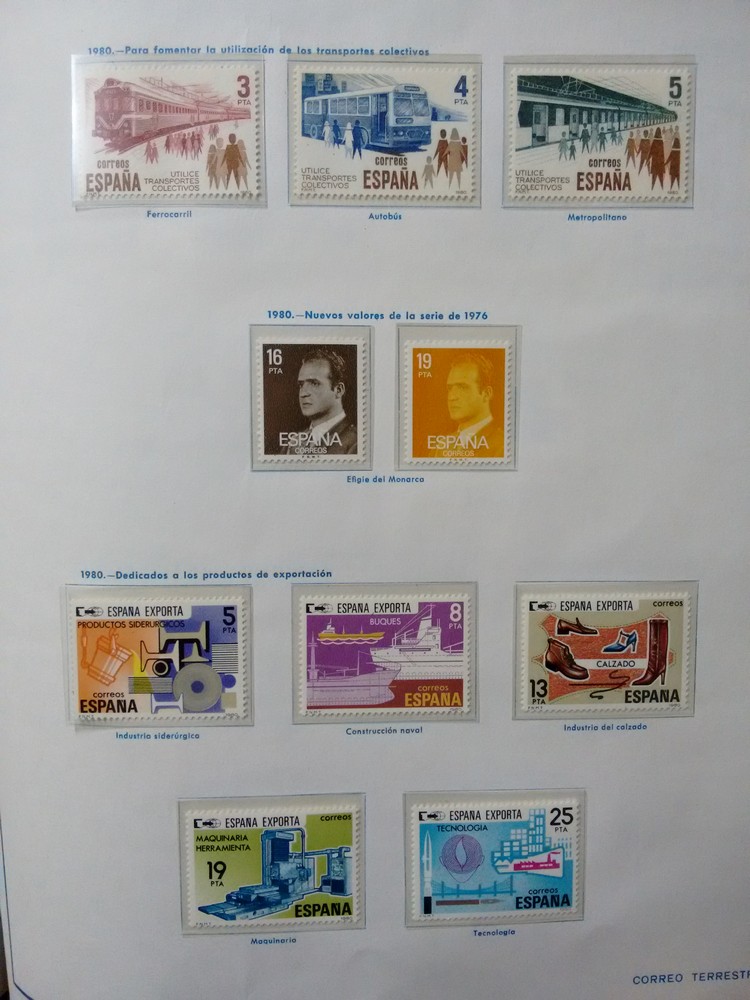 1980.—Para fomentar la utilización de los transportes colectivos
3
PTA
correos
ESPAÑA
UTILICE
TRANSPORTES
COLECTIVOS
4
PTA
correos
ESPAÑA
UTILICE
TRANSPORTES
COLECTIVOS
5
PTA
correos
ESPAÑA
UTILICE
TRANSPORTES
COLECTIVOS
Ferrocarril
Autobús
Metropolitano
1980.—Nuevos valores de la serie de 1976
16
PTA
ESPAÑA
CORREOS
19
PTA
ESPAÑA
CORREOS
Efigie del Monarca
1980.—Dedicados a los productos de exportación
ESPAÑA EXPORTA
5
PTA
PRODUCTOS SIDERURGICOS
correos
ESPAÑA
ESPAÑA EXPORTA
8
PTA
BUQUES
correos
ESPAÑA
ESPAÑA EXPORTA
correos
CALZADO
13
PTA
ESPAÑA
Industria siderúrgica
Construcción naval
Industria del calzado
ESPAÑA EXPORTA
correos
MAQUINARIA
HERRAMIENTA
19
PTA
ESPAÑA
ESPAÑA EXPORTA
25
PTA
TECNOLOGIA
correos
ESPAÑA
Maquinaria
Tecnología
CORREO TERRESTR